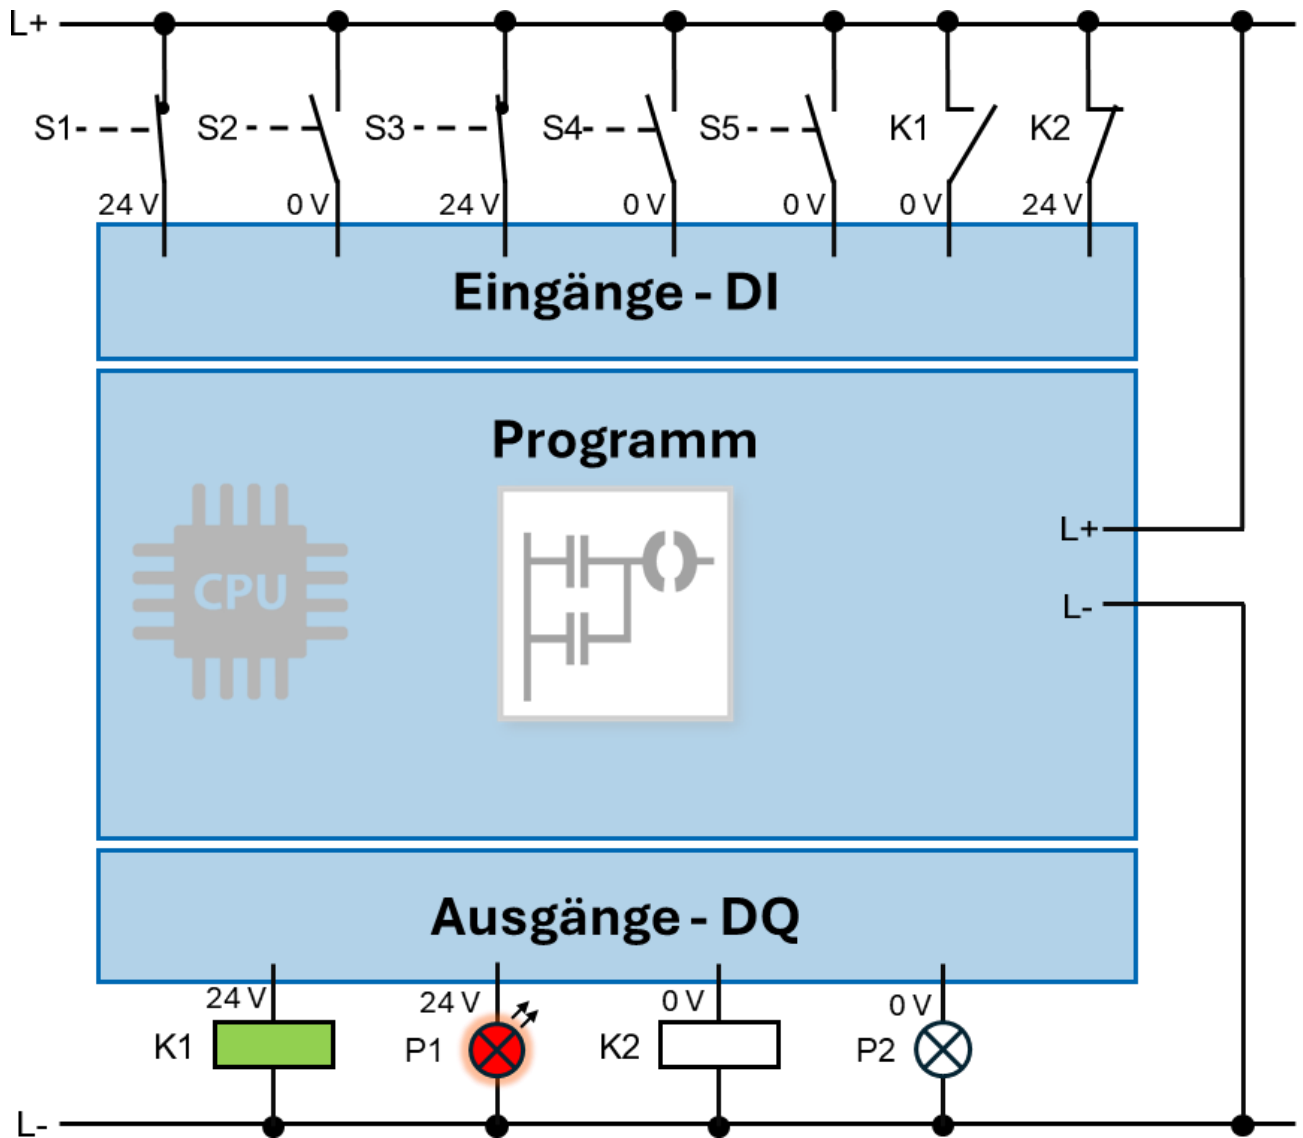 L+
S1 S2 S3 S4 S5 K1 K2
24 V 0 V 24 V 0 V 0 V 0 V 24 V
Eingänge - DI
Programm
L+
CPU
L-
Ausgänge - DQ
24 V 24 V 0 V 0 V
K1 P1 K2 P2
L-